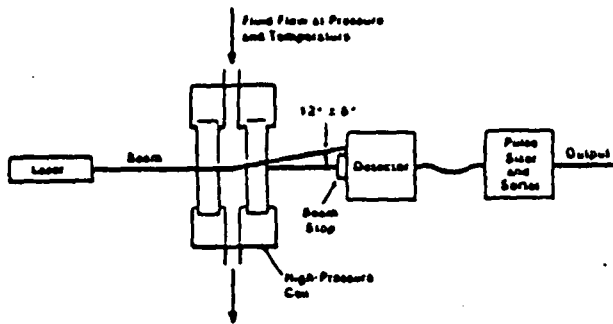 Fluid Flow at Pressure
and Temperature
12° ± 6°
Laser
Beam
Detector
Pulse
Sizer
and
Sorter
Output
Beam
Stop
High-Pressure
Cell